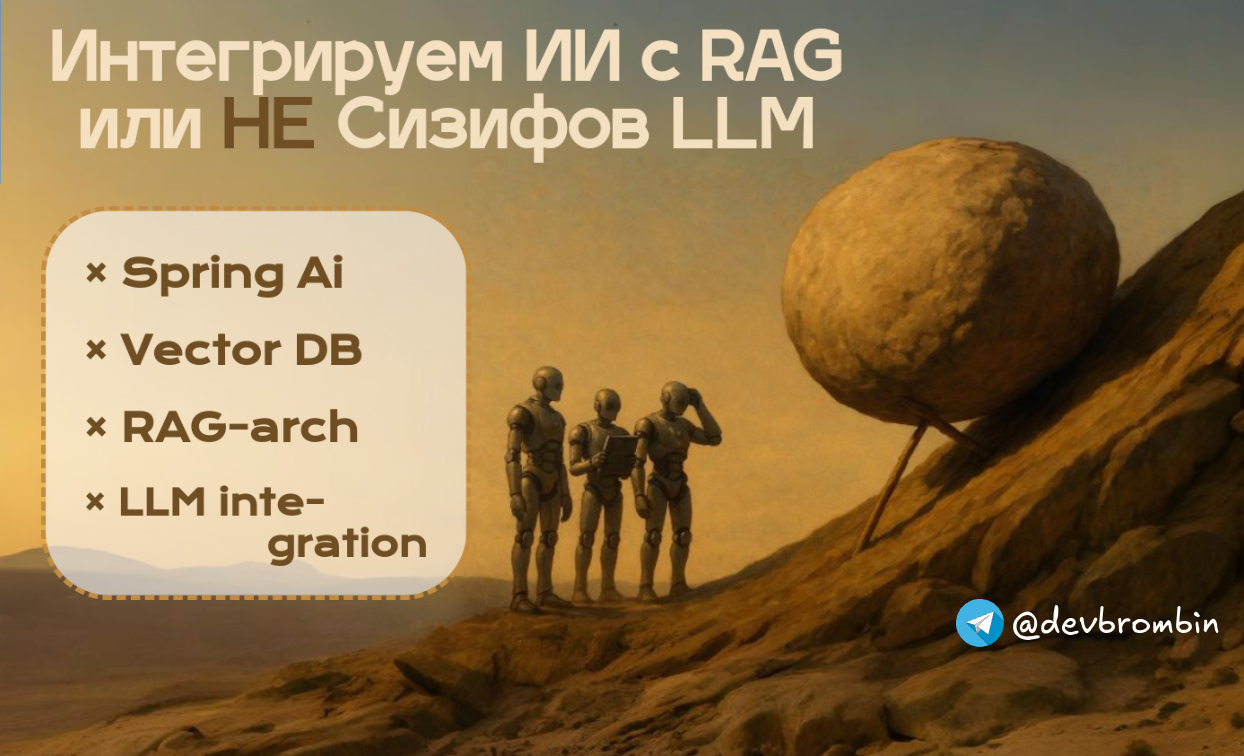 Интегрируем ИИ с RAG
или НЕ Сизифов LLM
× Spring Ai
× Vector DB
× RAG-arch
× LLM inte-
gration
@devbrombin